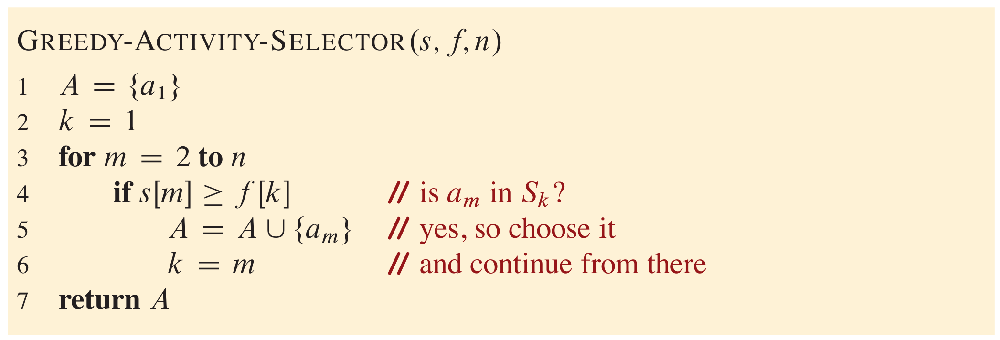 GREEDY-ACTIVITY-SELECTOR(s, f, n)
1 A = {a₁}
2 k = 1
3 for m = 2 to n
4 if s[m] ≥ f[k] // is aₘ in Sₖ?
5 A = A ∪ {aₘ} // yes, so choose it
6 k = m // and continue from there
7 return A